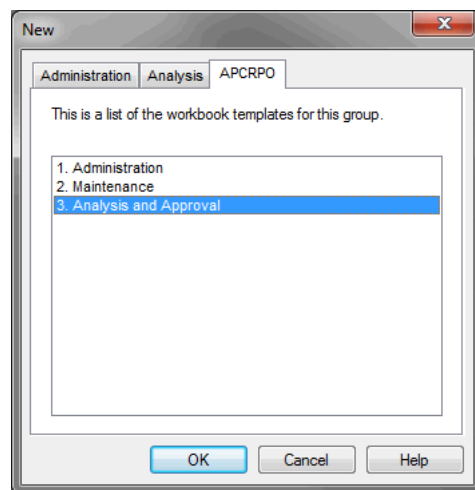 New
Administration Analysis APCRPO
This is a list of the workbook templates for this group.
1. Administration
2. Maintenance
3. Analysis and Approval
OK Cancel Help